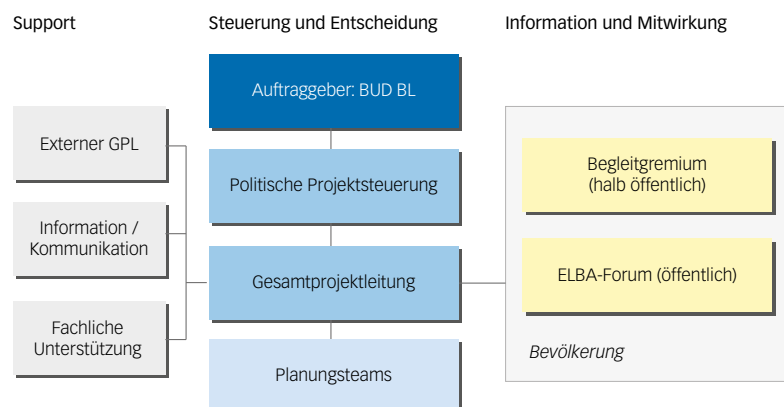 Support
Steuerung und Entscheidung
Information und Mitwirkung
Auftraggeber: BUD BL
Externer GPL
Politische Projektsteuerung
Begleitgremium
(halb öffentlich)
Information /
Kommunikation
Gesamtprojektleitung
ELBA-Forum (öffentlich)
Fachliche
Unterstützung
Planungsteams
Bevölkerung